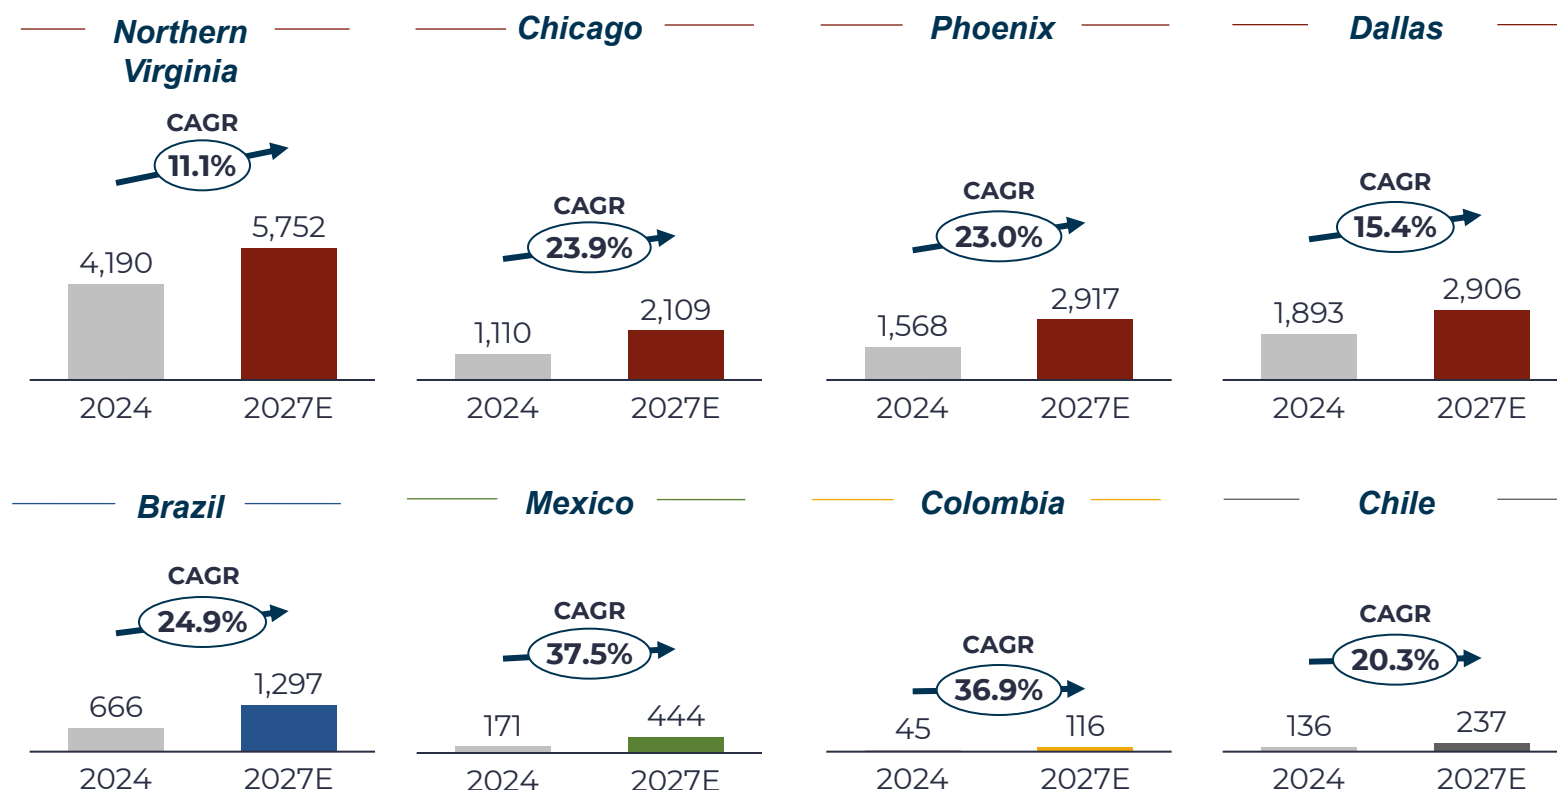 Northern
Virginia
CAGR
11.1%
4,190
5,752
2024
2027E
Chicago
CAGR
23.9%
1,110
2,109
2024
2027E
Phoenix
CAGR
23.0%
1,568
2,917
2024
2027E
Dallas
CAGR
15.4%
1,893
2,906
2024
2027E
Brazil
CAGR
24.9%
666
1,297
2024
2027E
Mexico
CAGR
37.5%
171
444
2024
2027E
Colombia
CAGR
36.9%
45
116
2024
2027E
Chile
CAGR
20.3%
136
237
2024
2027E